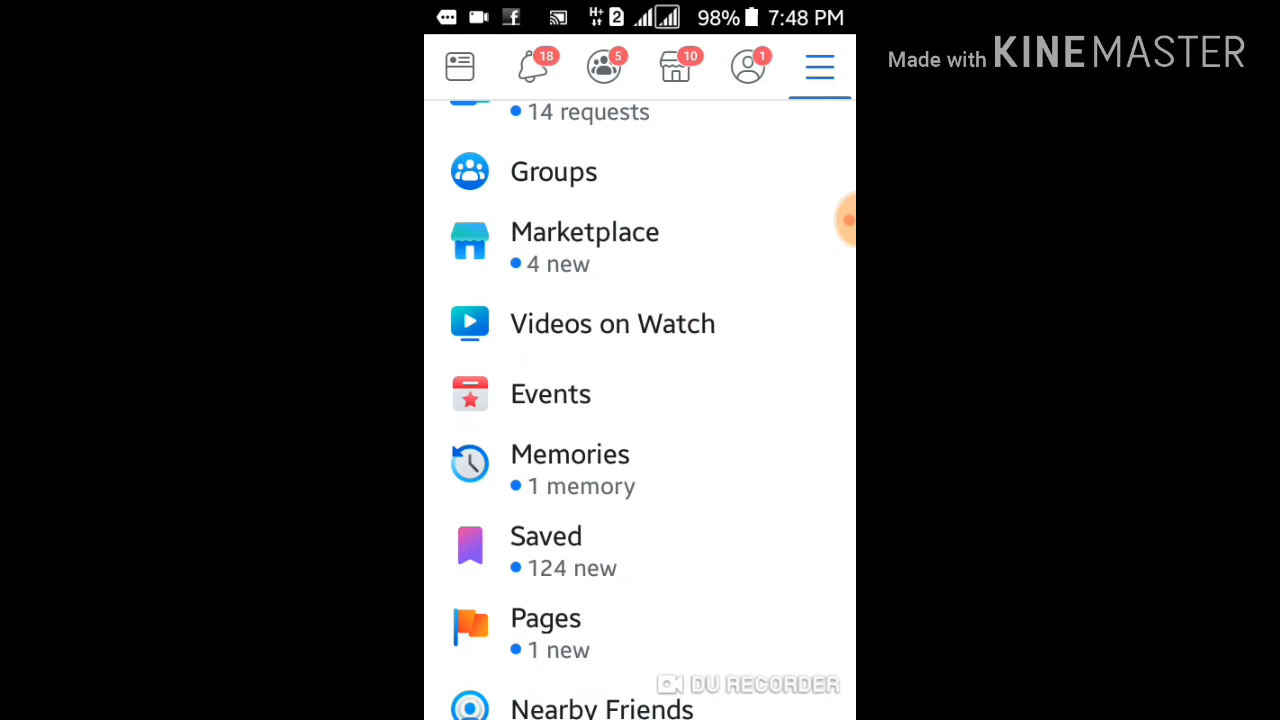 H+ 2 98% 7:48 PM
Made with KINEMASTER
18 5 10 1
14 requests
Groups
Marketplace
4 new
Videos on Watch
Events
Memories
1 memory
Saved
124 new
Pages
1 new
DU RECORDER
Nearby Friends